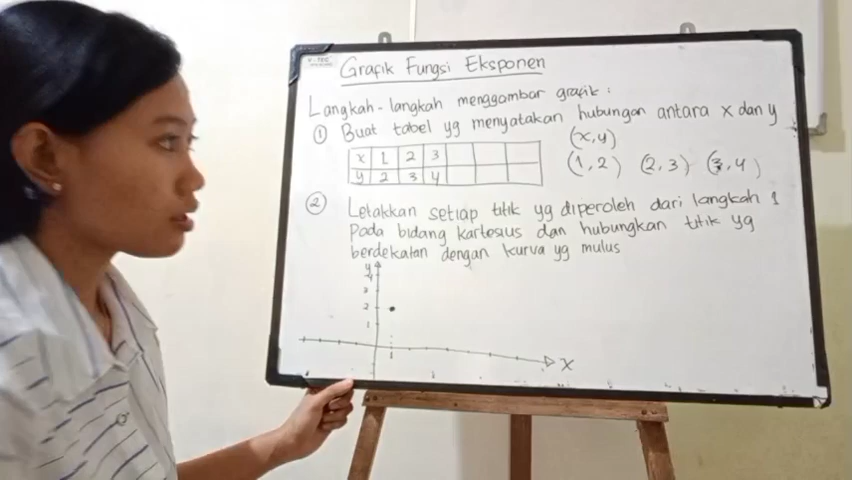 V-TEC
Grafik Fungsi Eksponen
Langkah-langkah menggambar grafik :
① Buat tabel yg menyatakan hubungan antara x dan y
(x,y)
x 1 2 3
y 2 3 4
(1,2) (2,3) (3,4)
② Letakkan setiap titik yg diperoleh dari langkah 1
pada bidang kartesius dan hubungkan titik yg
berdekatan dengan kurva yg mulus
y
4
3
2
1
1
X